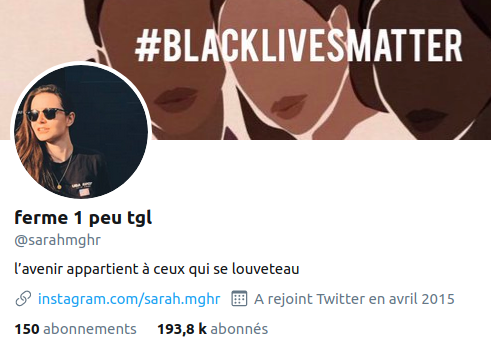 #BLACKLIVESMATTER
ferme 1 peu tgl
@sarahmghr
l'avenir appartient à ceux qui se louveteau
instagram.com/sarah.mghr A rejoint Twitter en avril 2015
150 abonnements 193,8 k abonnés